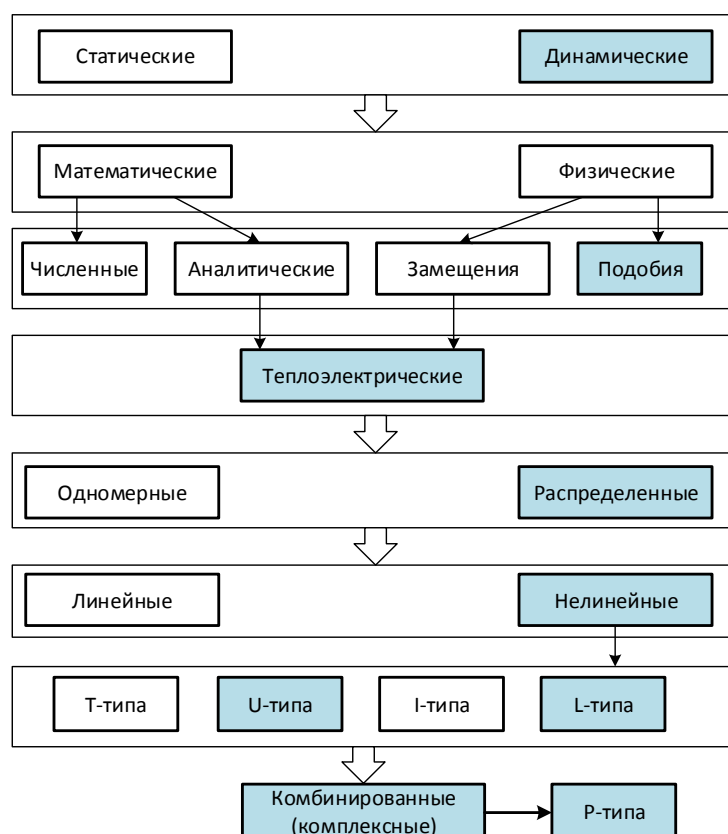 Статические
Динамические
Математические
Физические
Численные
Аналитические
Замещения
Подобия
Теплоэлектрические
Одномерные
Распределенные
Линейные
Нелинейные
Т-типа
U-типа
I-типа
L-типа
Комбинированные
(комплексные)
Р-типа